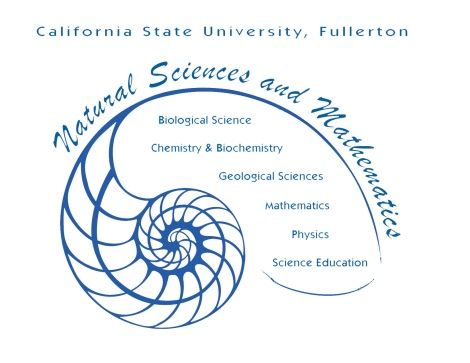 California State University, Fullerton
Natural Sciences and Mathematics
Biological Science
Chemistry & Biochemistry
Geological Sciences
Mathematics
Physics
Science Education